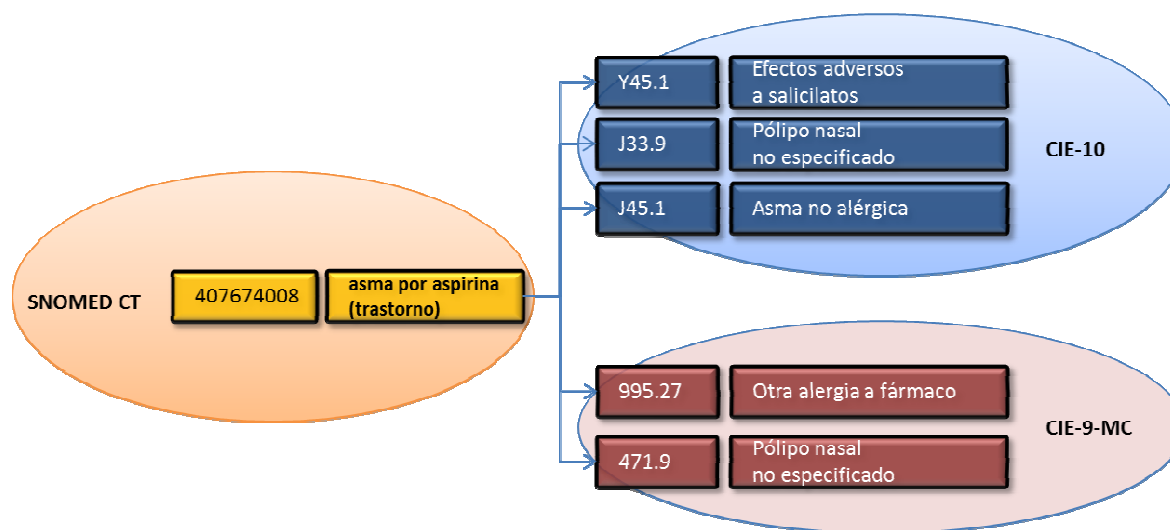 SNOMED CT
407674008
asma por aspirina
(trastorno)
Y45.1
Efectos adversos
a salicilatos
J33.9
Pólipo nasal
no especificado
J45.1
Asma no alérgica
CIE-10
995.27
Otra alergia a fármaco
471.9
Pólipo nasal
no especificado
CIE-9-MC